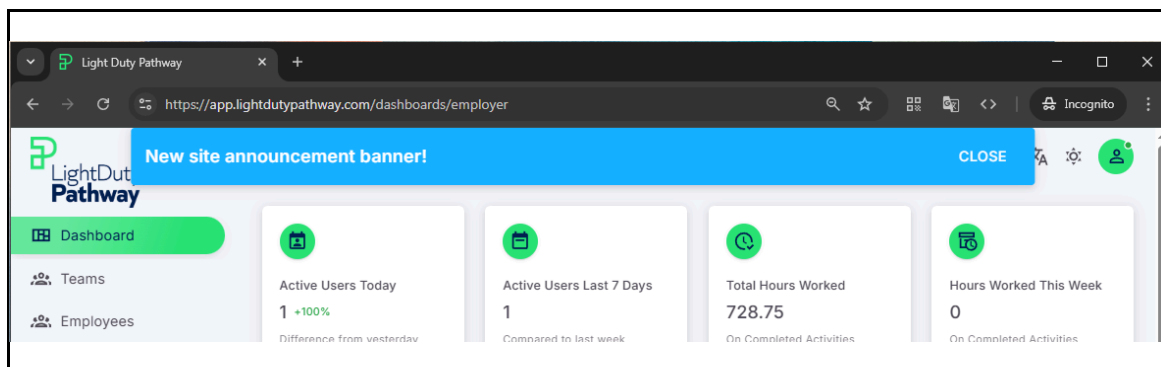 Light Duty Pathway
https://app.lightdutypathway.com/dashboards/employer
Incognito
LightDut
Pathway
New site announcement banner!
CLOSE
Dashboard
Teams
Employees
Active Users Today
1 +100%
Difference from yesterday
Active Users Last 7 Days
1
Compared to last week
Total Hours Worked
728.75
On Completed Activities
Hours Worked This Week
0
On Completed Activities